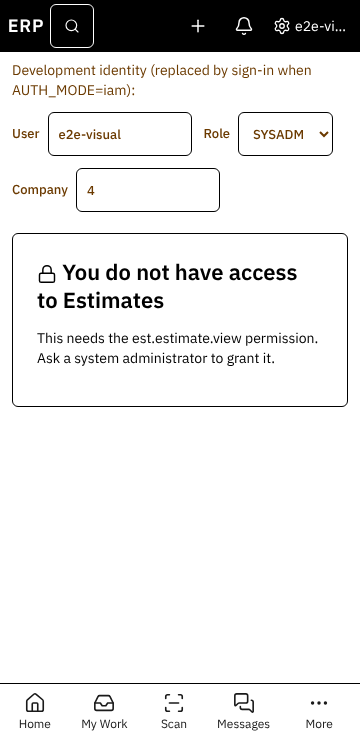 ERP
e2e-vi...
Development identity (replaced by sign-in when
AUTH_MODE=iam):
User
e2e-visual
Role
SYSADM
Company
4
You do not have access
to Estimates
This needs the est.estimate.view permission.
Ask a system administrator to grant it.
Home
My Work
Scan
Messages
More